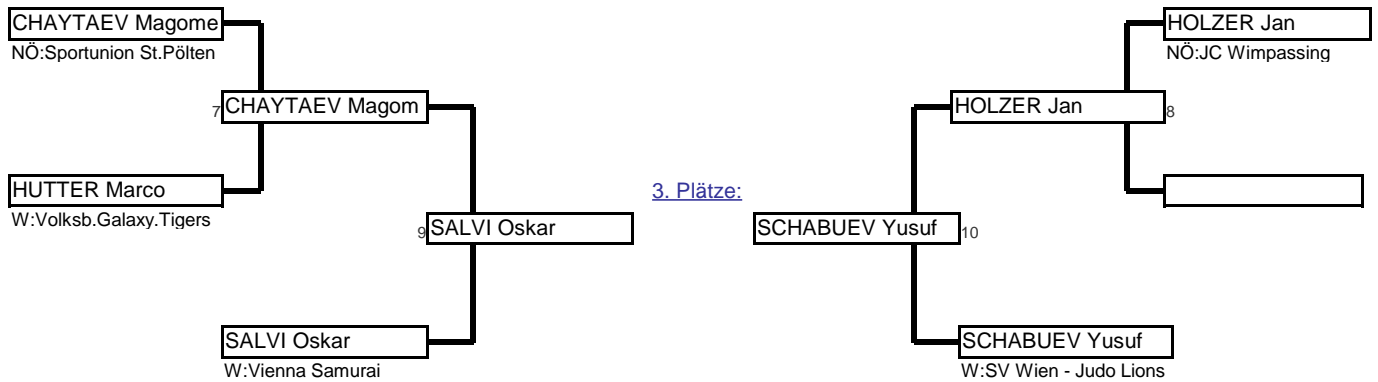 CHAYTAEV Magome
NÖ:Sportunion St.Pölten
7 CHAYTAEV Magom
HUTTER Marco
W:Volksb.Galaxy.Tigers
9 SALVI Oskar
SALVI Oskar
W:Vienna Samurai
3. Plätze:
HOLZER Jan
NÖ:JC Wimpassing
HOLZER Jan 8
SCHABUEV Yusuf 10
SCHABUEV Yusuf
W:SV Wien - Judo Lions